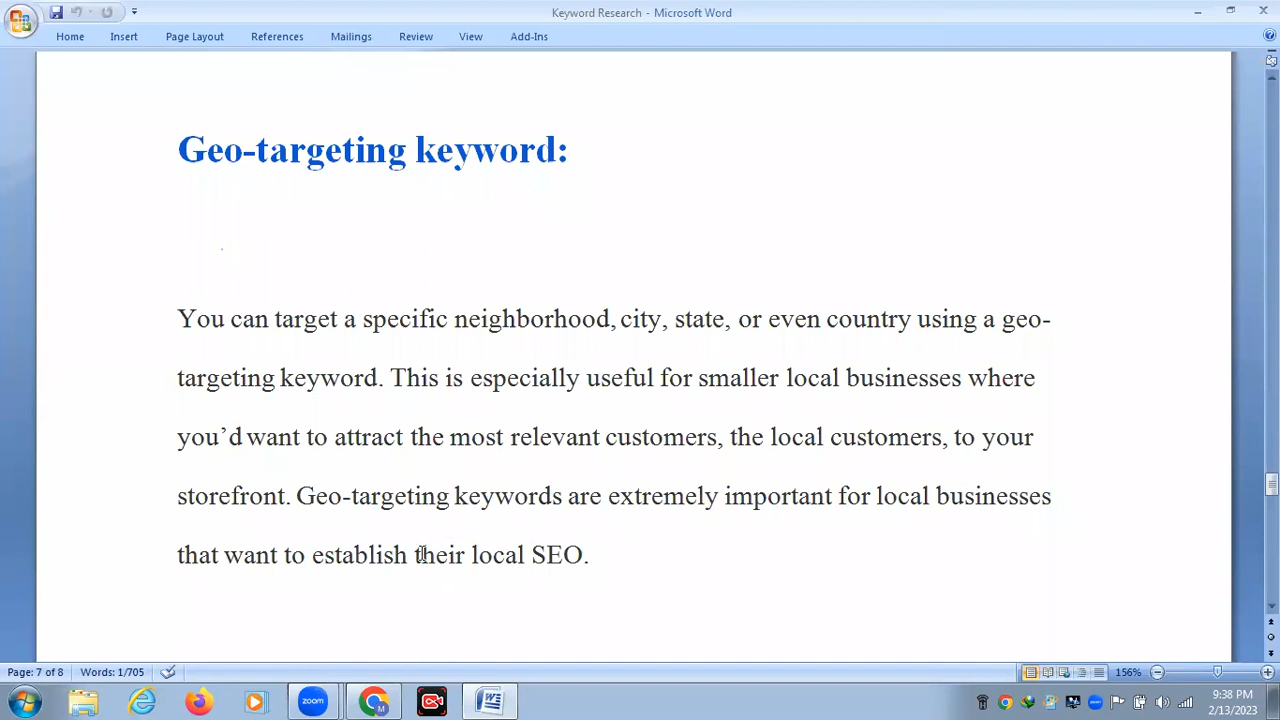 Keyword Research - Microsoft Word
Home Insert Page Layout References Mailings Review View Add-Ins
Geo-targeting keyword:
You can target a specific neighborhood, city, state, or even country using a geo-
targeting keyword. This is especially useful for smaller local businesses where
you’d want to attract the most relevant customers, the local customers, to your
storefront. Geo-targeting keywords are extremely important for local businesses
that want to establish their local SEO.
Page: 7 of 8 Words: 1/705 156%
zoom M 9:38 PM
2/13/2023